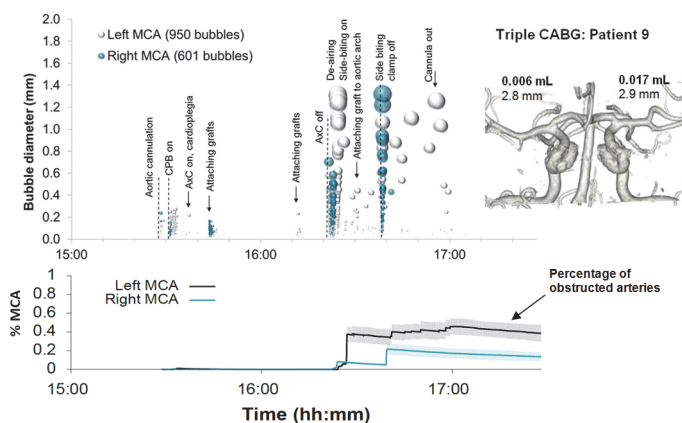 Triple CABG: Patient 9
0.006 mL
2.8 mm
0.017 mL
2.9 mm
Left MCA (950 bubbles)
Right MCA (601 bubbles)
Bubble diameter (mm)
2.0
1.8
1.6
1.4
1.2
1.0
0.8
0.6
0.4
0.2
0.0
Aortic cannulation
CPB on
AxC on, cardioplegia
Attaching grafts
Attaching grafts
AxC off
De-airing
Side-biting on
Attaching graft to aortic arch
Side biting
clamp off
Cannula out
15:00
16:00
17:00
% MCA
1
0.8
0.6
0.4
0.2
0
Left MCA
Right MCA
Percentage of
obstructed arteries
15:00
16:00
17:00
Time (hh:mm)